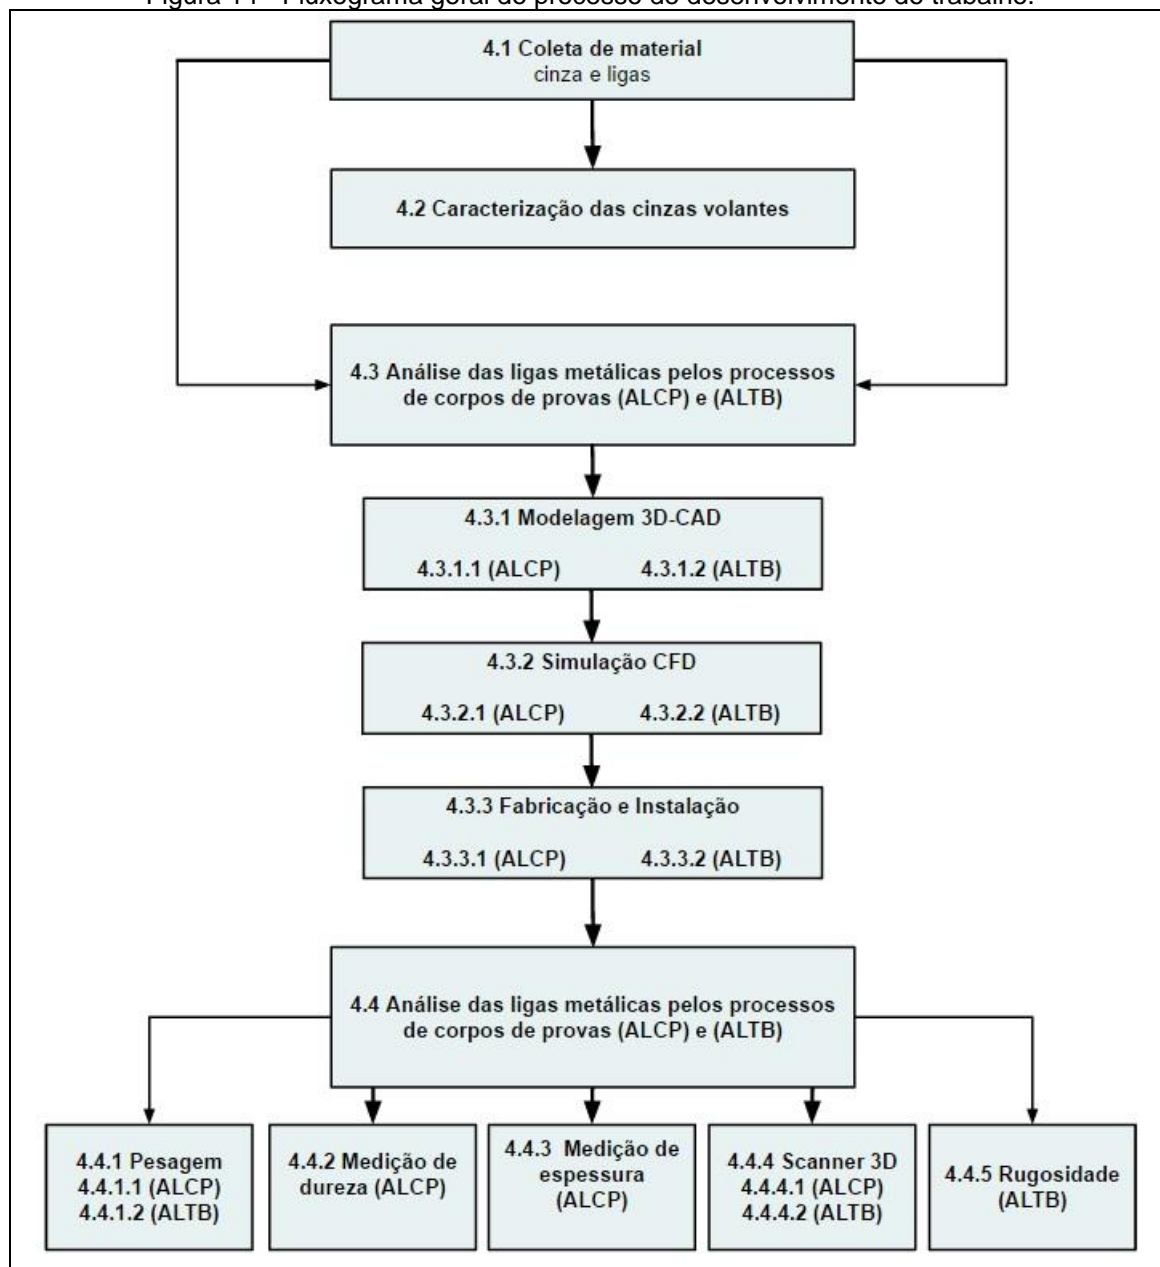 4.1 Coleta de material
cinza e ligas
4.2 Caracterização das cinzas volantes
4.3 Análise das ligas metálicas pelos processos
de corpos de provas (ALCP) e (ALTB)
4.3.1 Modelagem 3D-CAD
4.3.1.1 (ALCP) 4.3.1.2 (ALTB)
4.3.2 Simulação CFD
4.3.2.1 (ALCP) 4.3.2.2 (ALTB)
4.3.3 Fabricação e Instalação
4.3.3.1 (ALCP) 4.3.3.2 (ALTB)
4.4 Análise das ligas metálicas pelos processos
de corpos de provas (ALCP) e (ALTB)
4.4.1 Pesagem
4.4.1.1 (ALCP)
4.4.1.2 (ALTB)
4.4.2 Medição de
dureza (ALCP)
4.4.3 Medição de
espessura
(ALCP)
4.4.4 Scanner 3D
4.4.4.1 (ALCP)
4.4.4.2 (ALTB)
4.4.5 Rugosidade
(ALTB)